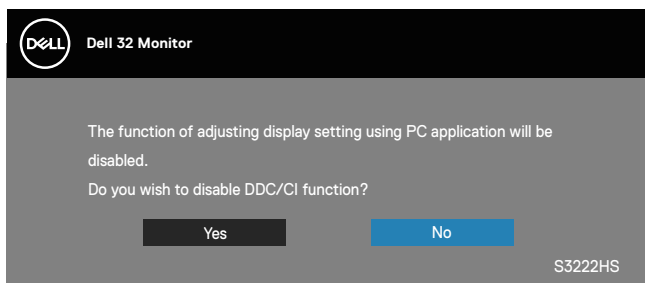 DELL
Dell 32 Monitor
The function of adjusting display setting using PC application will be
disabled.
Do you wish to disable DDC/CI function?
Yes
No
S3222HS